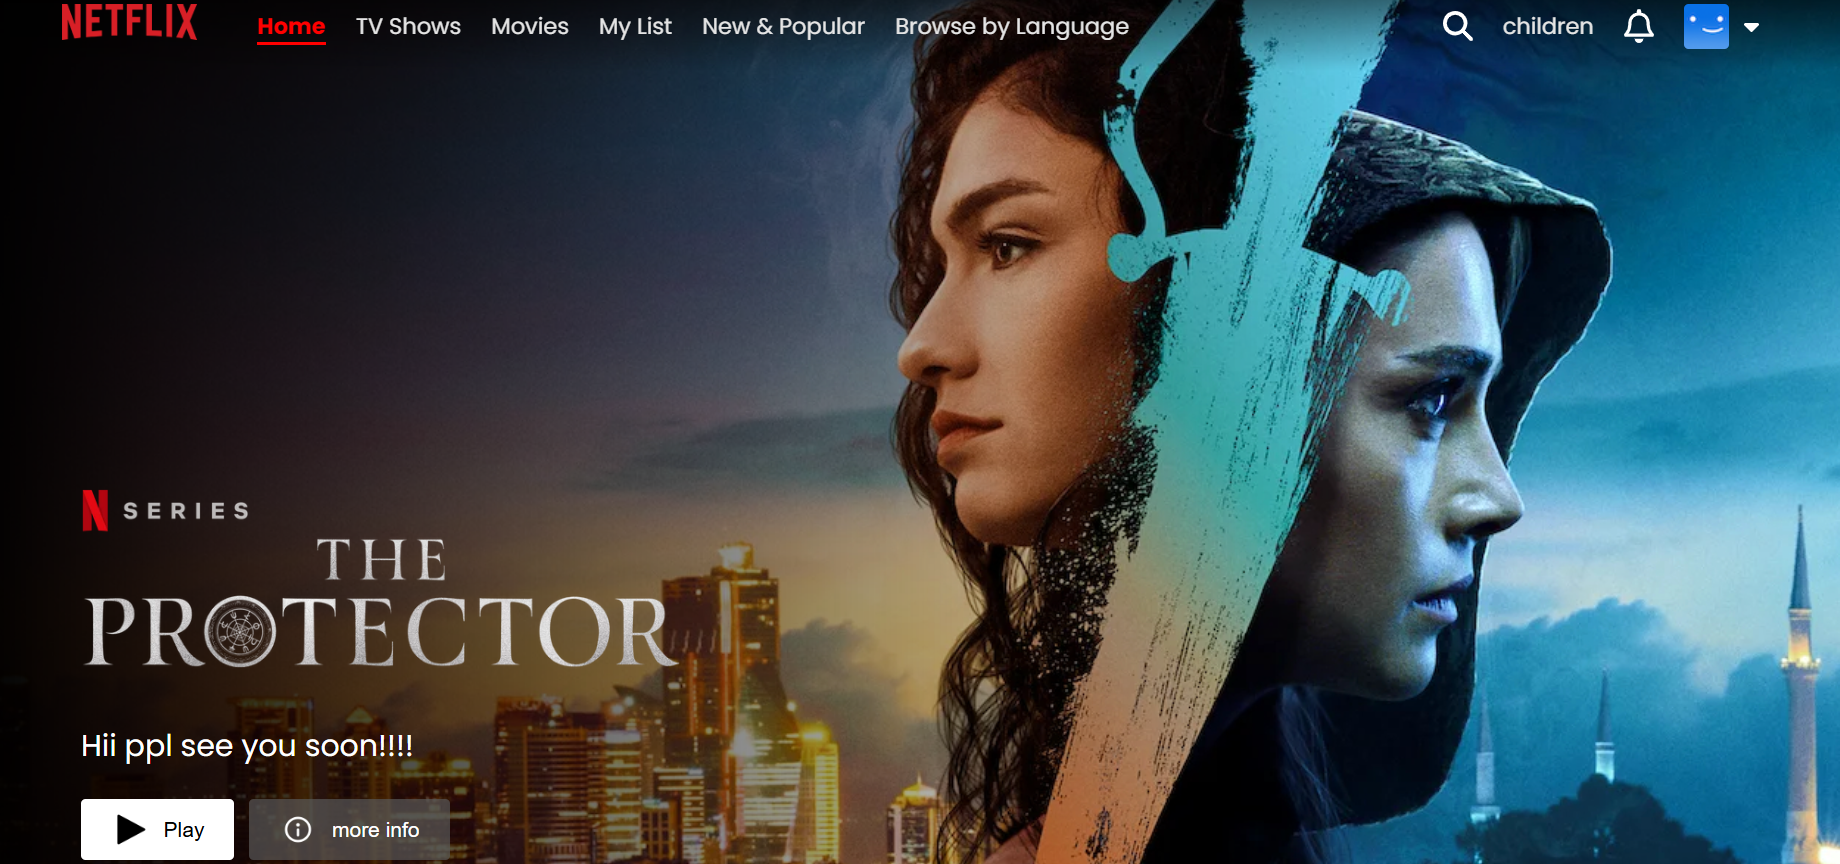 NETFLIX Home TV Shows Movies My List New & Popular Browse by Language children
N SERIES
THE
PROTECTOR
Hii ppl see you soon!!!!
Play more info